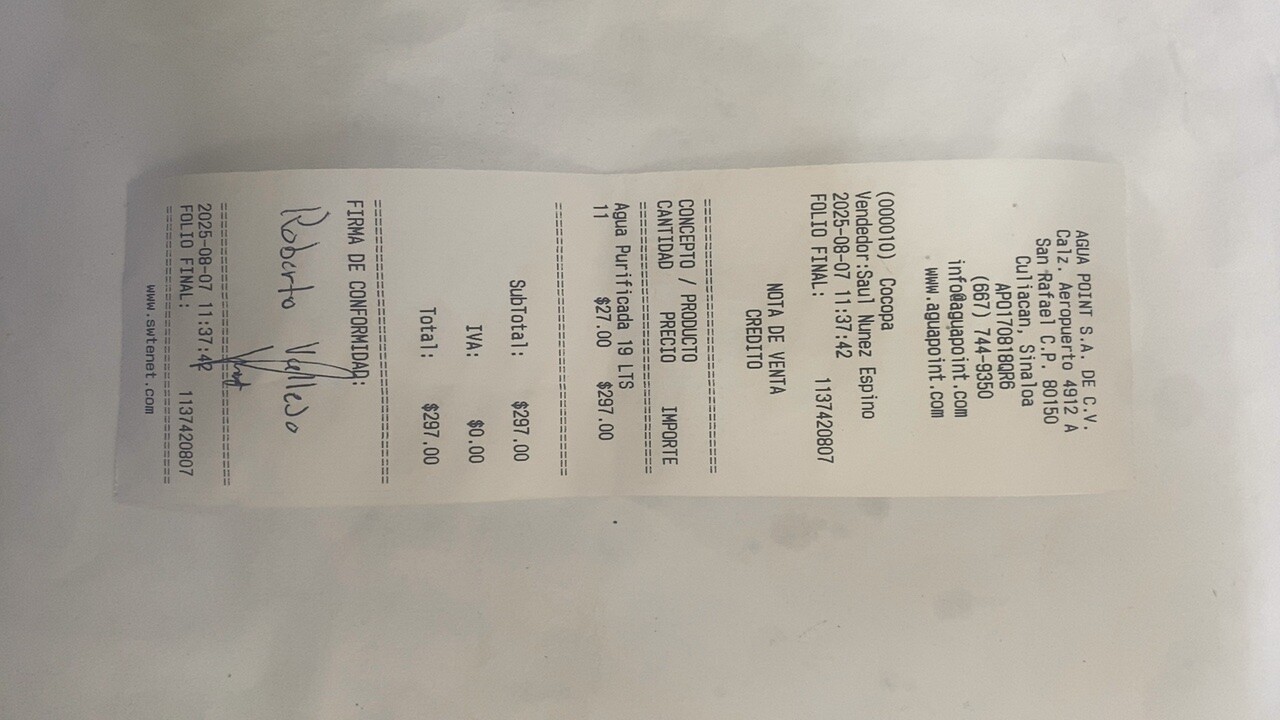 AGUA POINT S.A. DE C.V.
Calz. Aeropuerto 4912 A
San Rafael C.P. 80150
Culiacan, Sinaloa
APO170818QR6
(667) 744-9350
info@aguapoint.com
www.aguapoint.com
(000010) Cocopa
Vendedor:Saul Nunez Espino
2025-08-07 11:37:42
FOLIO FINAL: 1137420807
NOTA DE VENTA
CREDITO
================================
CONCEPTO / PRODUCTO
CANTIDAD PRECIO IMPORTE
================================
Agua Purificada 19 LTS
11 $27.00 $297.00
================================
SubTotal: $297.00
IVA: $0.00
Total: $297.00
================================
FIRMA DE CONFORMIDAD:
Roberto Vallejo
================================
2025-08-07 11:37:42
FOLIO FINAL: 1137420807
================================
www.swtenet.com